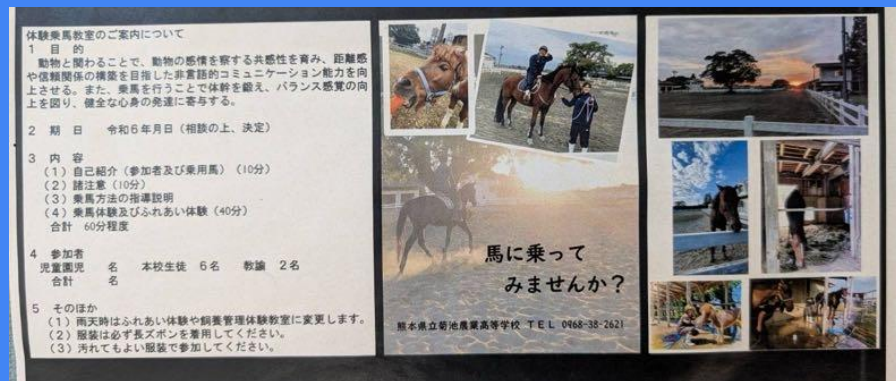 体験乗馬教室のご案内について
1 目 的
動物と関わることで、動物の感情を察する共感性を育み、距離感
や信頼関係の構築を目指した非言語的コミュニケーション能力を向
上させる。また、乗馬を行うことで体幹を鍛え、バランス感覚の向
上を図り、健全な心身の発達に寄与する。
2 期 日 令和6年月日(相談の上、決定)
3 内 容
(1)自己紹介(参加者及び乗用馬)(10分)
(2)諸注意(10分)
(3)乗馬方法の指導説明
(4)乗馬体験及びふれあい体験(40分)
合計 60分程度
4 参加者
児童園児 名 本校生徒 6名 教諭 2名
合計 名
5 そのほか
(1)雨天時はふれあい体験や飼養管理体験教室に変更します。
(2)服装は必ず長ズボンを着用してください。
(3)汚れてもよい服装で参加してください。
馬に乗って
みませんか?
熊本県立菊池農業高等学校 TEL 0968-38-2621